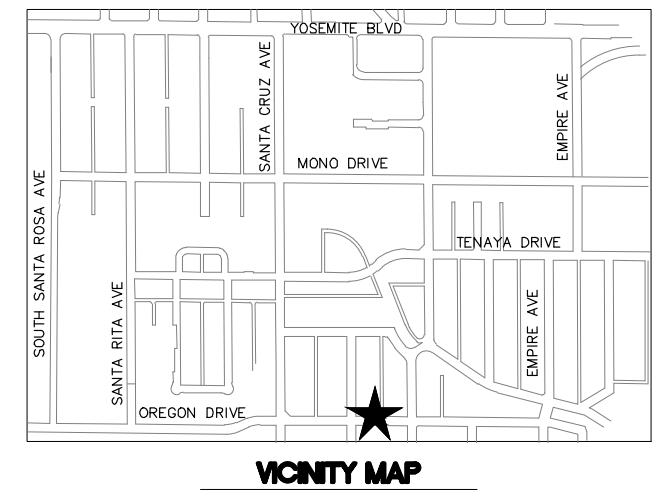 YOSEMITE BLVD
SANTA CRUZ AVE
EMPIRE AVE
MONO DRIVE
SOUTH SANTA ROSA AVE
TENAYA DRIVE
SANTA RITA AVE
EMPIRE AVE
OREGON DRIVE
VICINITY MAP